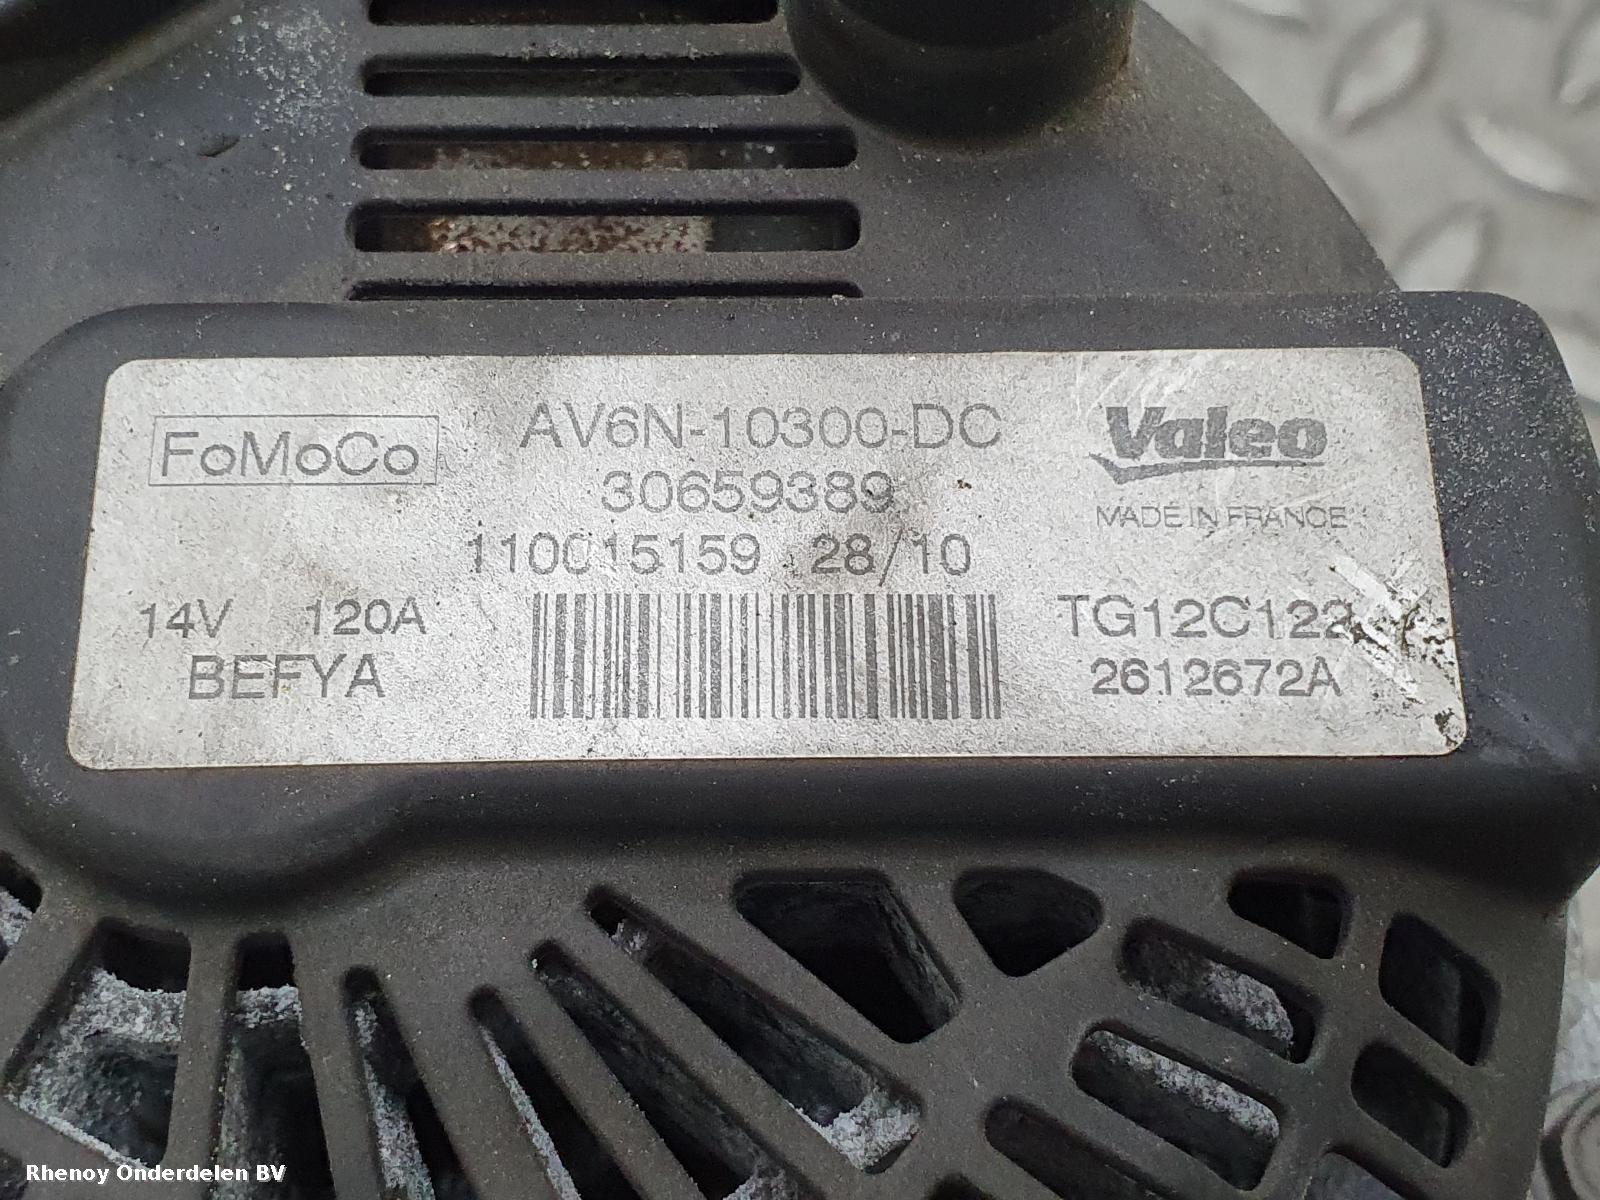 FoMoCo
AV6N-10300-DC
30659389
110015159 28/10
Valeo
MADE IN FRANCE
14V 120A
BEFYA
TG12C122
2612672A
Rhenoy Onderdelen BV